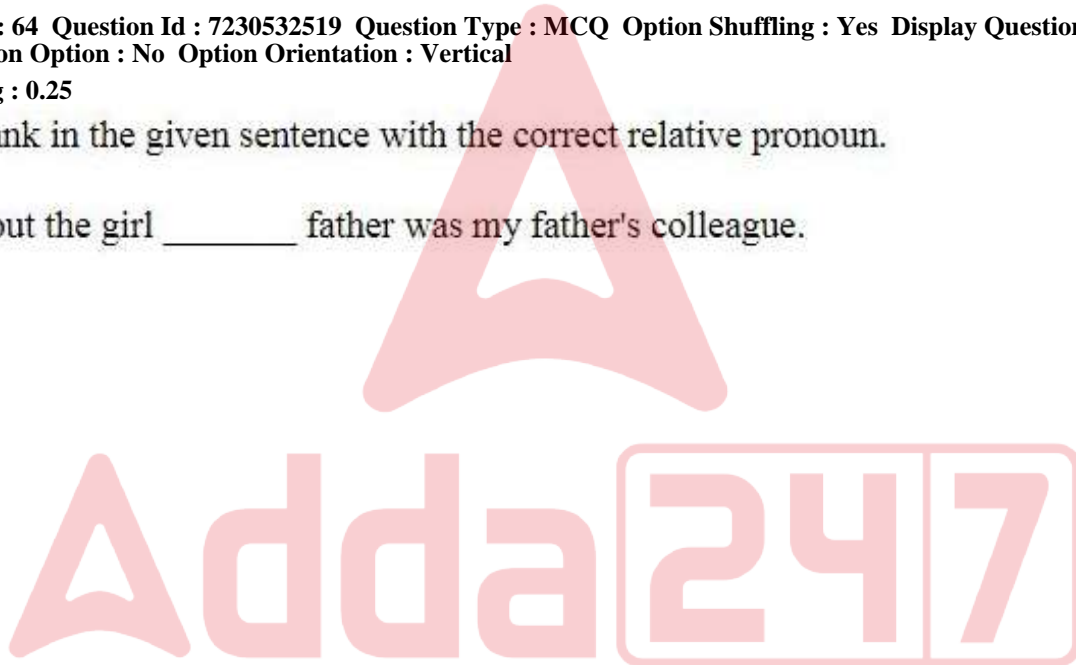 : 64 Question Id : 7230532519 Question Type : MCQ Option Shuffling : Yes Display Question
on Option : No Option Orientation : Vertical
: 0.25
in the given sentence with the correct relative pronoun.
the girl _______ father was my father's colleague.
Adda247